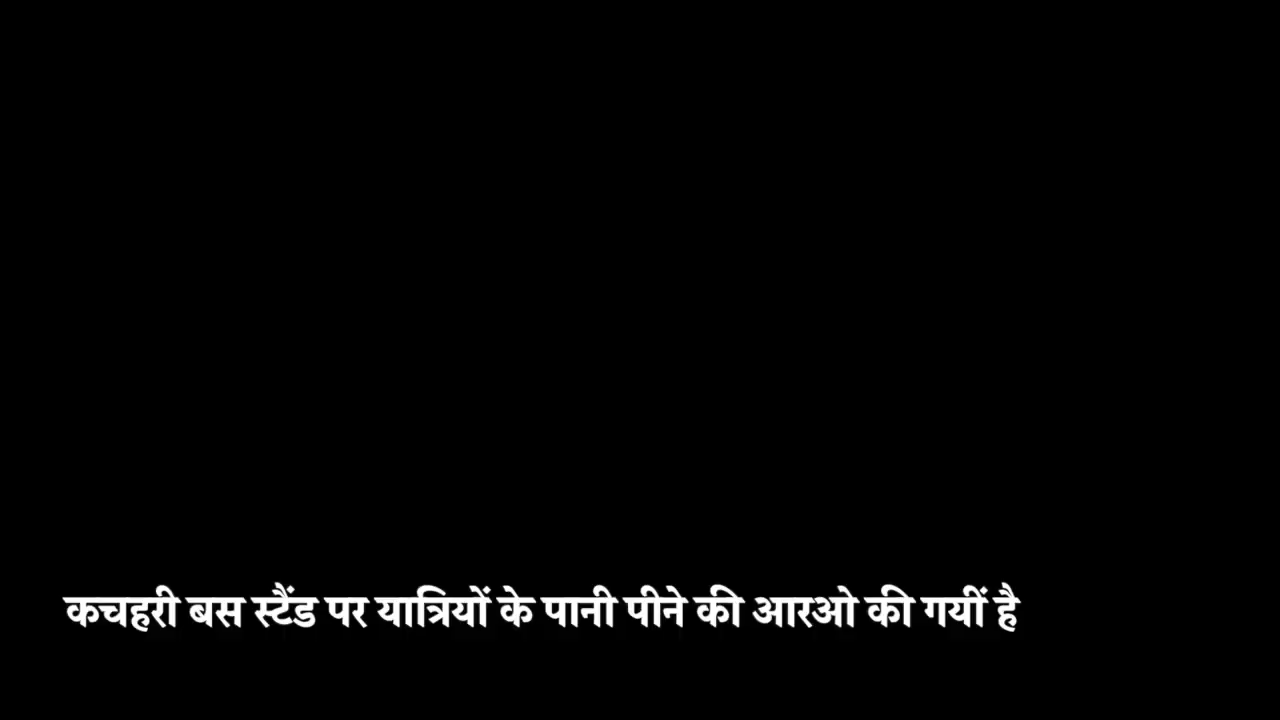 कचहरी बस स्टैंड पर यात्रियों के पानी पीने की आरओ की गयीं है